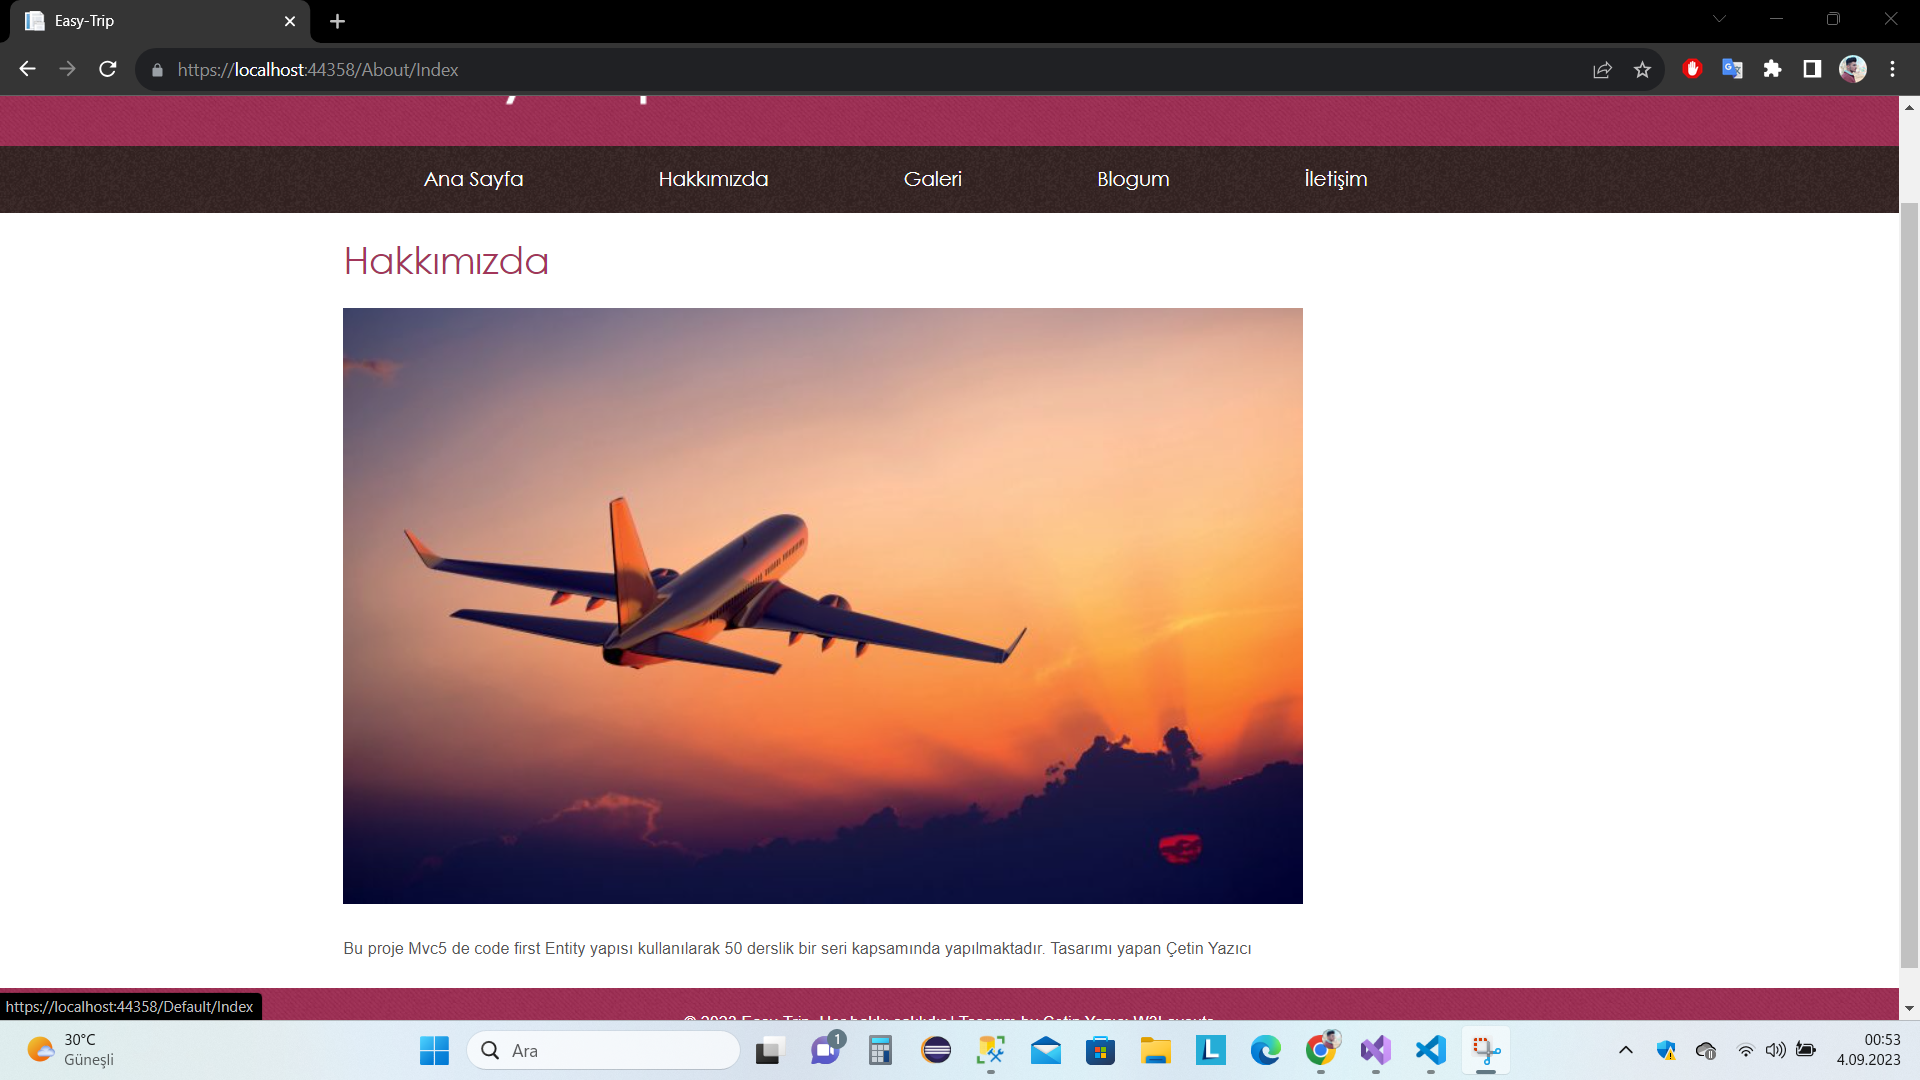 Easy-Trip
https://localhost:44358/About/Index
Ana Sayfa Hakkımızda Galeri Blogum İletişim
Hakkımızda
Bu proje Mvc5 de code first Entity yapısı kullanılarak 50 derslik bir seri kapsamında yapılmaktadır. Tasarımı yapan Çetin Yazıcı
https://localhost:44358/Default/Index
30°C
Güneşli
Ara
1
00:53
4.09.2023